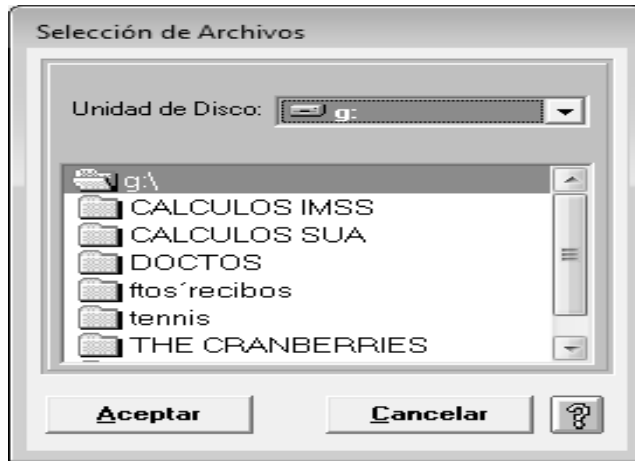 Selección de Archivos
Unidad de Disco: g:
g:\
CALCULOS IMSS
CALCULOS SUA
DOCTOS
ftos´recibos
tennis
THE CRANBERRIES
Aceptar Cancelar ?